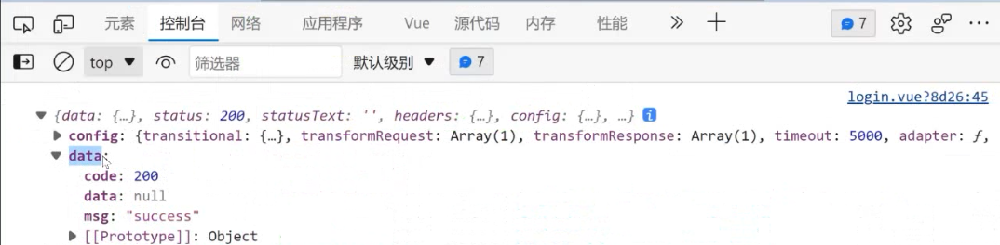 元素 控制台 网络 应用程序 Vue 源代码 内存 性能 7
top 筛选器 默认级别 7
login.vue?8d26:45
{data: {…}, status: 200, statusText: '', headers: {…}, config: {…}, …} i
config: {transitional: {…}, transformRequest: Array(1), transformResponse: Array(1), timeout: 5000, adapter: ƒ,
data:
code: 200
data: null
msg: "success"
[[Prototype]]: Object